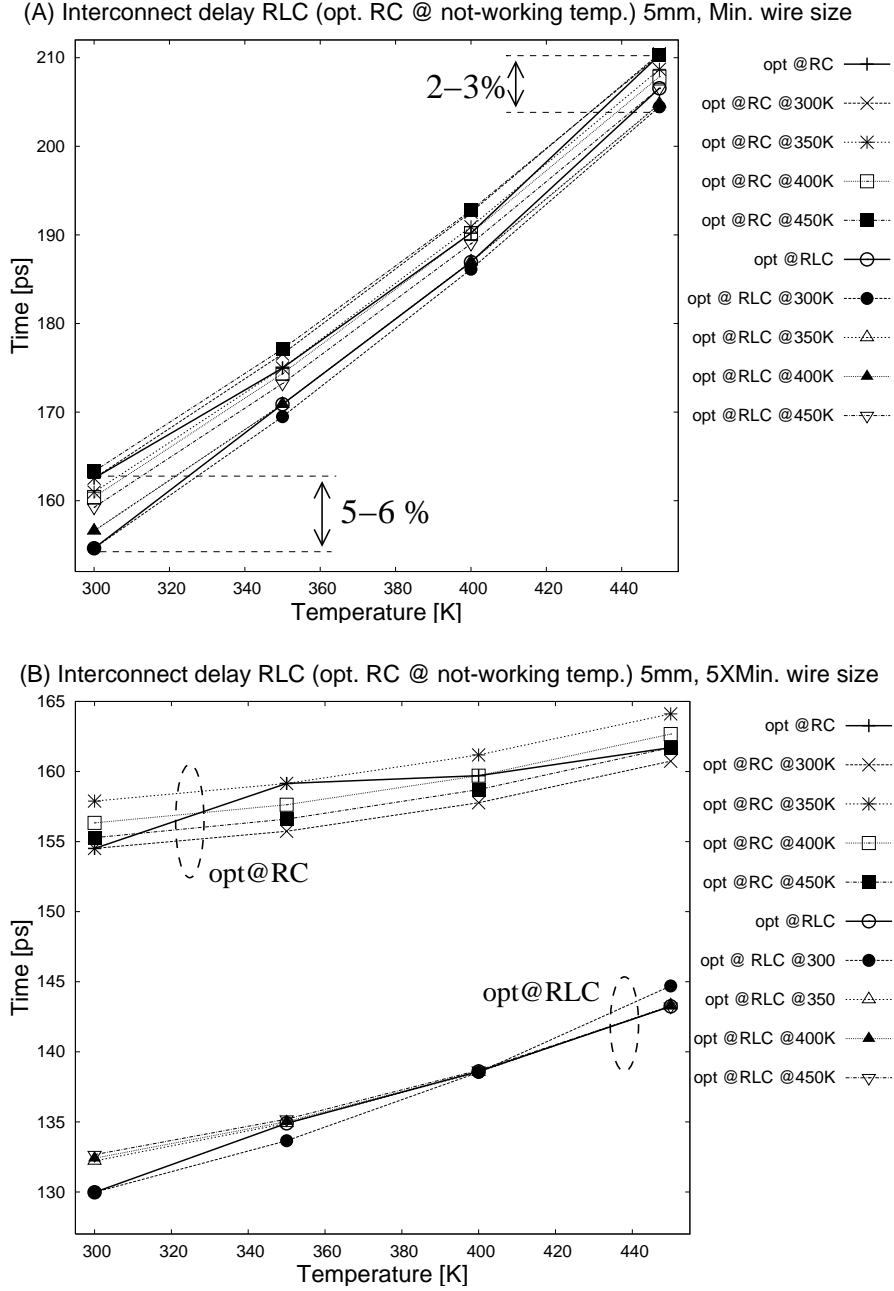 (A) Interconnect delay RLC (opt. RC @ not-working temp.) 5mm, Min. wire size
210
200
190
180
170
160
Time [ps]
300 320 340 360 380 400 420 440
Temperature [K]
2–3%
5–6 %
opt @RC
opt @RC @300K
opt @RC @350K
opt @RC @400K
opt @RC @450K
opt @RLC
opt @ RLC @300K
opt @RLC @350K
opt @RLC @400K
opt @RLC @450K
(B) Interconnect delay RLC (opt. RC @ not-working temp.) 5mm, 5XMin. wire size
165
160
155
150
145
140
135
130
Time [ps]
300 320 340 360 380 400 420 440
Temperature [K]
opt@RC
opt@RLC
opt @RC
opt @RC @300K
opt @RC @350K
opt @RC @400K
opt @RC @450K
opt @RLC
opt @ RLC @300
opt @RLC @350
opt @RLC @400K
opt @RLC @450K